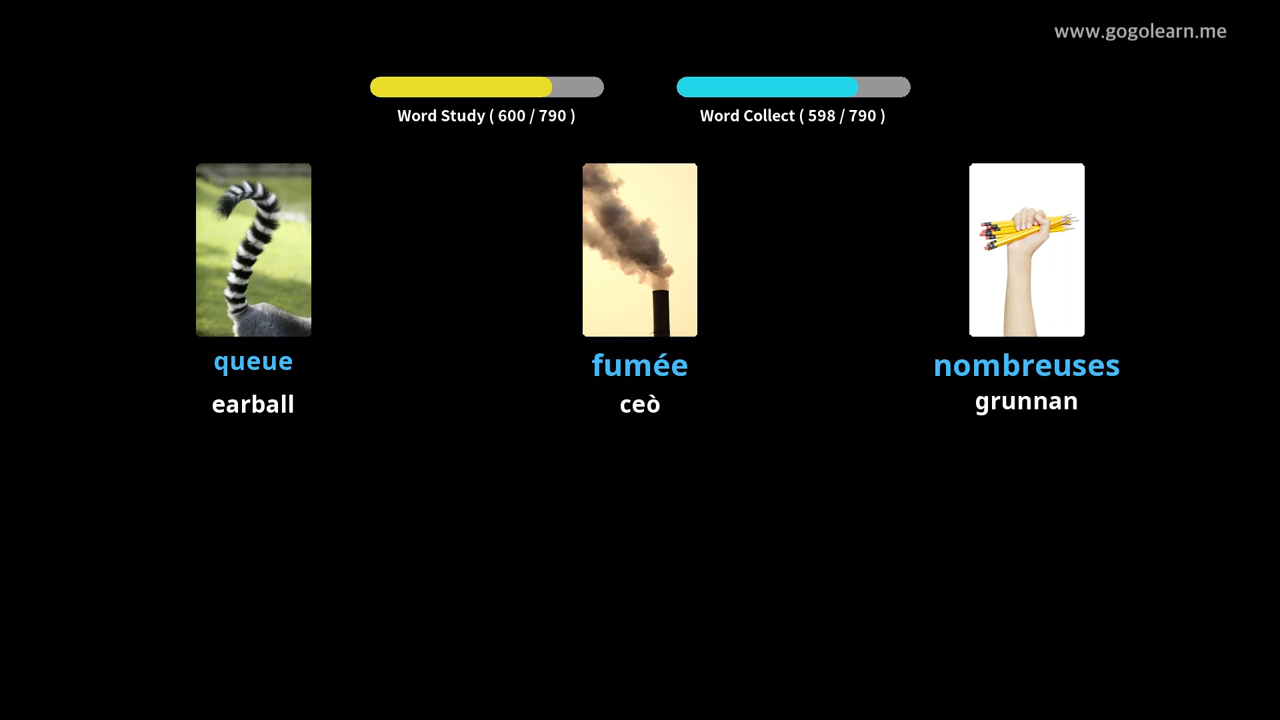 www.gogolearn.me
Word Study ( 600 / 790 )
Word Collect ( 598 / 790 )
queue
fumée
nombreuses
earball
ceò
grunnan